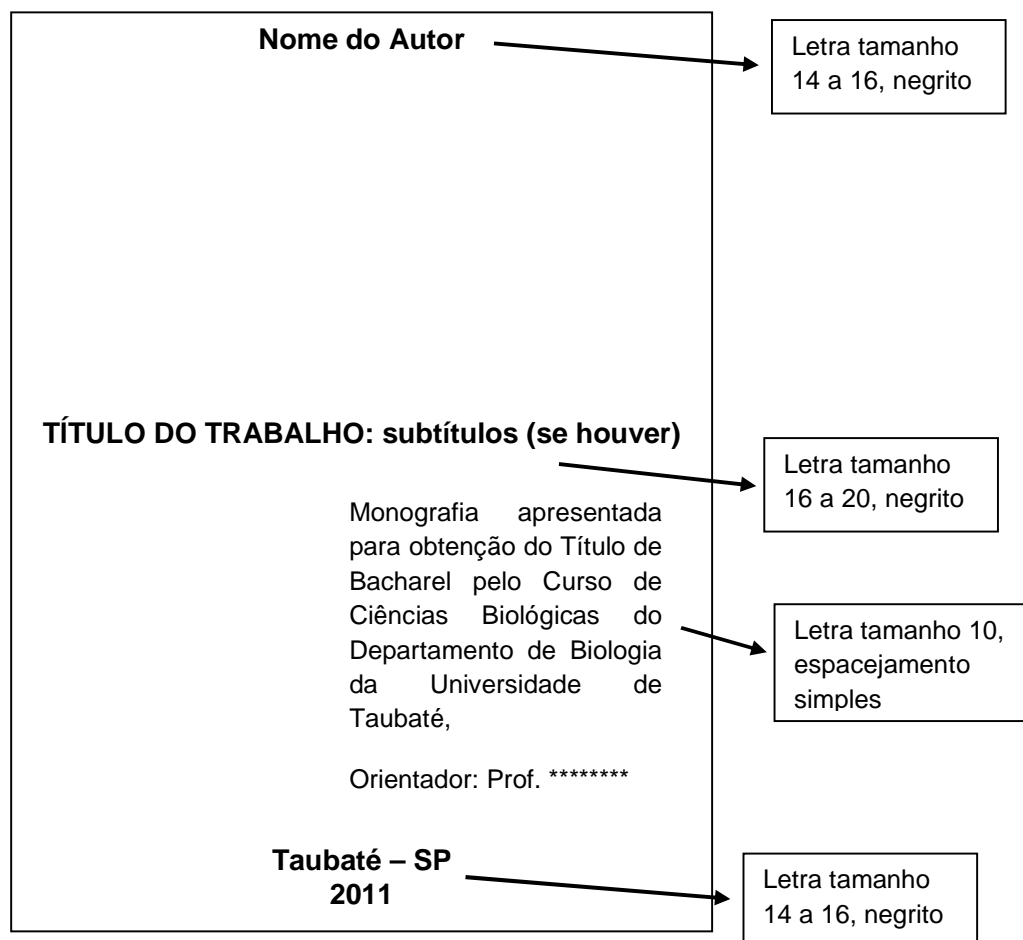 Nome do Autor
Letra tamanho
14 a 16, negrito
TÍTULO DO TRABALHO: subtítulos (se houver)
Letra tamanho
16 a 20, negrito
Monografia apresentada
para obtenção do Título de
Bacharel pelo Curso de
Ciências Biológicas do
Departamento de Biologia
da Universidade de
Taubaté,
Letra tamanho 10,
espacejamento
simples
Orientador: Prof. ********
Taubaté – SP
2011
Letra tamanho
14 a 16, negrito